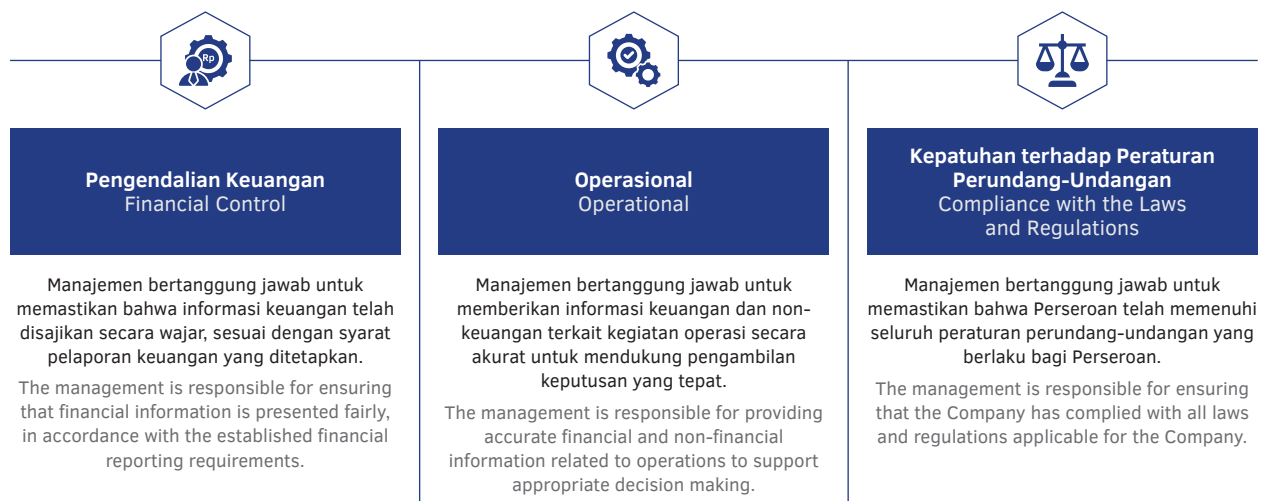 Rp
Pengendalian Keuangan
Financial Control
Manajemen bertanggung jawab untuk
memastikan bahwa informasi keuangan telah
disajikan secara wajar, sesuai dengan syarat
pelaporan keuangan yang ditetapkan.
The management is responsible for ensuring
that financial information is presented fairly,
in accordance with the established financial
reporting requirements.
Operasional
Operational
Manajemen bertanggung jawab untuk
memberikan informasi keuangan dan non-
keuangan terkait kegiatan operasi secara
akurat untuk mendukung pengambilan
keputusan yang tepat.
The management is responsible for providing
accurate financial and non-financial
information related to operations to support
appropriate decision making.
Kepatuhan terhadap Peraturan
Perundang-Undangan
Compliance with the Laws
and Regulations
Manajemen bertanggung jawab untuk
memastikan bahwa Perseroan telah memenuhi
seluruh peraturan perundang-undangan yang
berlaku bagi Perseroan.
The management is responsible for ensuring
that the Company has complied with all laws
and regulations applicable for the Company.